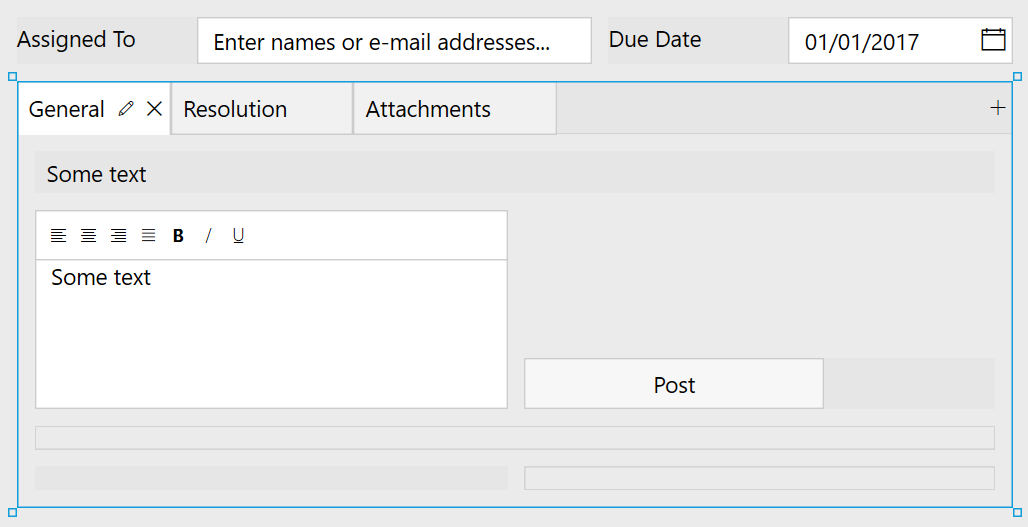 Assigned To Enter names or e-mail addresses... Due Date 01/01/2017
General Resolution Attachments
Some text
B / U
Some text
Post